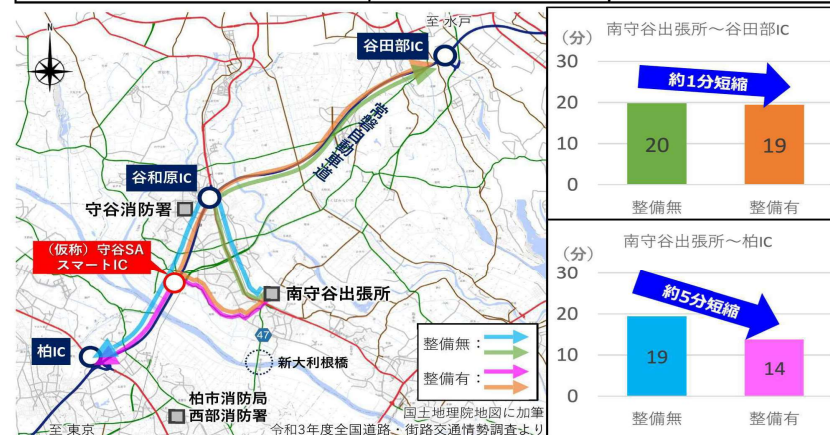 至 水戸
N
谷田部IC
常磐自動車道
谷和原IC
守谷消防署
（仮称）守谷SA
スマートIC
南守谷出張所
47
新大利根橋
柏IC
柏市消防局
西部消防署
至 東京
整備無：
整備有：
国土地理院地図に加筆
令和3年度全国道路・街路交通情勢調査より
（分）
南守谷出張所～谷田部IC
30
20
10
0
約1分短縮
20
19
整備無
整備有
（分）
南守谷出張所～柏IC
30
20
10
0
約5分短縮
19
14
整備無
整備有